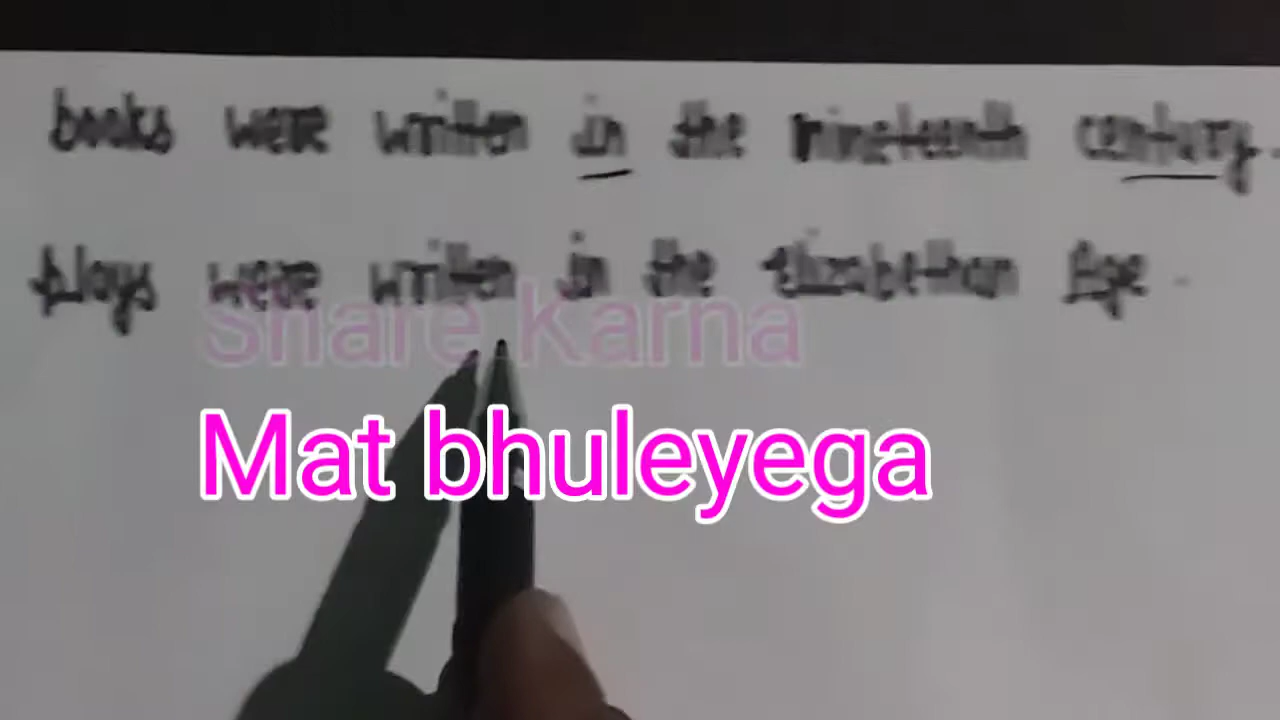 books were written in the nineteenth century.
plays were written in the elizabethan Age.
Share Karna
Mat bhuleyega